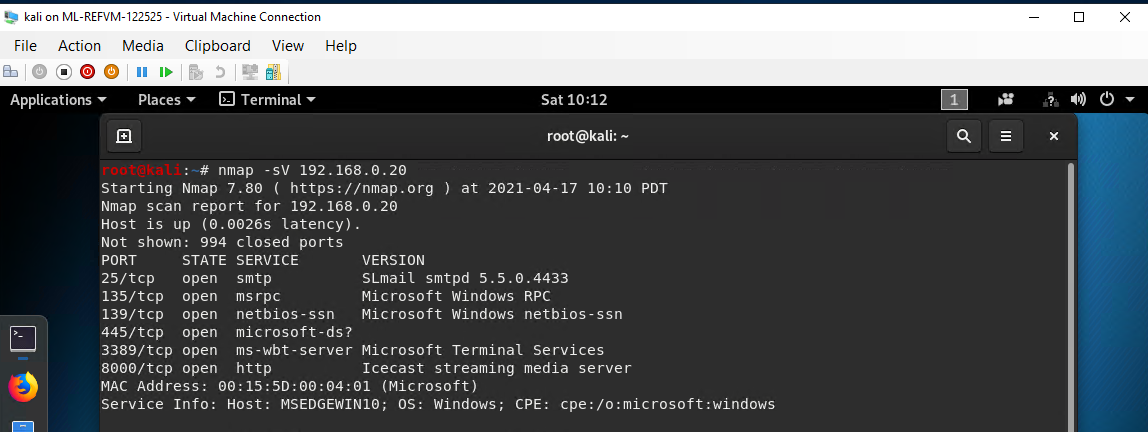 kali on ML-REFVM-122525 - Virtual Machine Connection
File Action Media Clipboard View Help
Applications Places Terminal Sat 10:12 1
root@kali: ~
root@kali:~# nmap -sV 192.168.0.20
Starting Nmap 7.80 ( https://nmap.org ) at 2021-04-17 10:10 PDT
Nmap scan report for 192.168.0.20
Host is up (0.0026s latency).
Not shown: 994 closed ports
PORT     STATE SERVICE       VERSION
25/tcp   open  smtp          SLmail smtpd 5.5.0.4433
135/tcp  open  msrpc         Microsoft Windows RPC
139/tcp  open  netbios-ssn   Microsoft Windows netbios-ssn
445/tcp  open  microsoft-ds?
3389/tcp open  ms-wbt-server Microsoft Terminal Services
8000/tcp open  http          Icecast streaming media server
MAC Address: 00:15:5D:00:04:01 (Microsoft)
Service Info: Host: MSEDGEWIN10; OS: Windows; CPE: cpe:/o:microsoft:windows